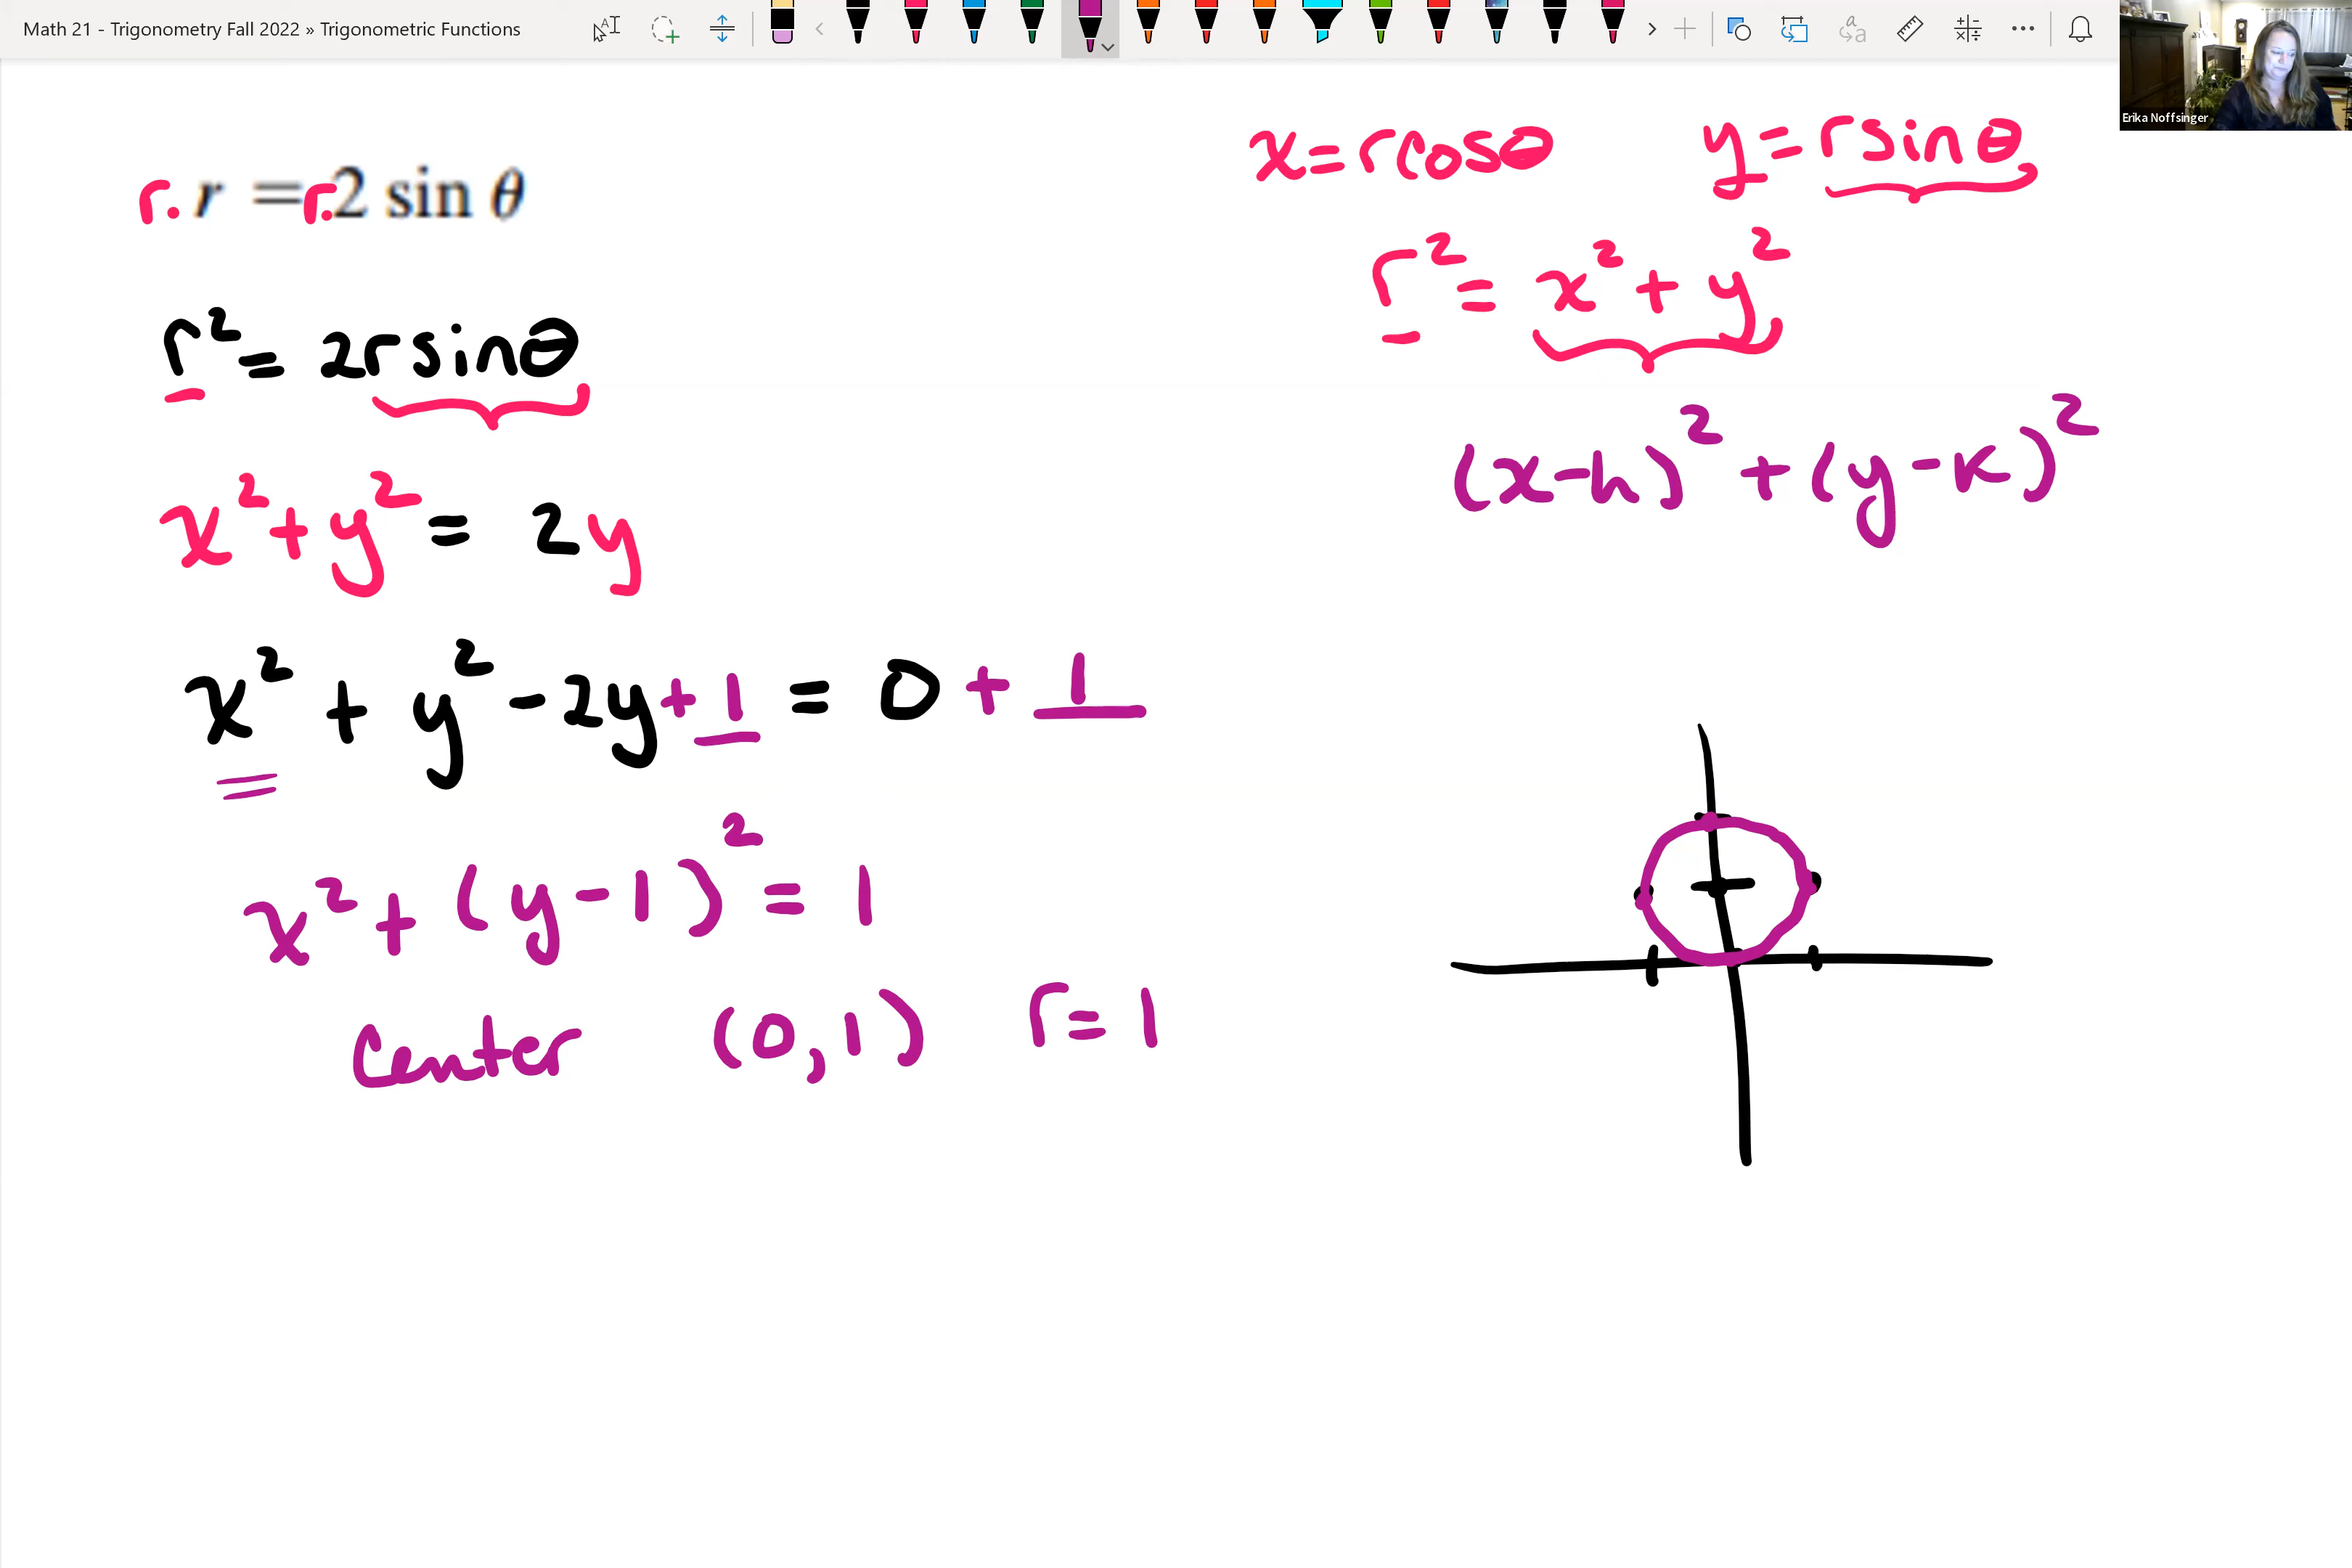 Math 21 - Trigonometry Fall 2022 » Trigonometric Functions
Erika Noffsinger
x = r cos θ
y = r sin θ
r. r = r. 2 sin θ
r² = x² + y²
r² = 2r sin θ
(x-h)² + (y-k)²
x² + y² = 2y
x² + y² - 2y + 1 = 0 + 1
x² + (y-1)² = 1
Center (0,1) r = 1